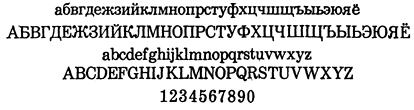 абвгдежзийклмнопрстуфхцчшщъыьэюяё
АБВГДЕЖЗИЙКЛМНОПРСТУФХЦЧШЩЪЫЬЭЮЯЁ
abcdefghijklmnopqrstuvwxyz
ABCDEFGHIJKLMNOPQRSTUVWXYZ
1234567890